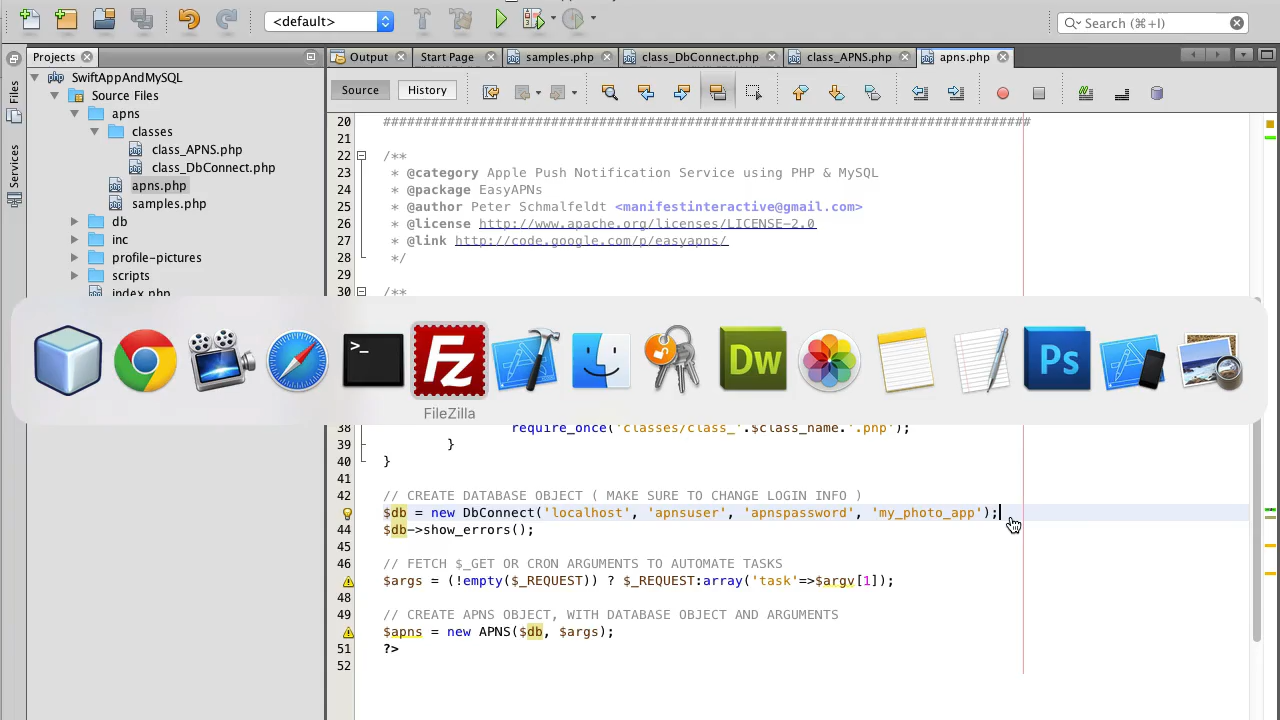 <default>
Search (⌘+I)
Projects
Output
Start Page
samples.php
class_DbConnect.php
class_APNS.php
apns.php
Files
Services
SwiftAppAndMySQL
Source Files
apns
classes
class_APNS.php
class_DbConnect.php
apns.php
samples.php
db
inc
profile-pictures
scripts
index.php
Source
History
20 ################################################################################
21
22 /**
23 * @category Apple Push Notification Service using PHP & MySQL
24 * @package EasyAPNs
25 * @author Peter Schmalfeldt <manifestinteractive@gmail.com>
26 * @license http://www.apache.org/licenses/LICENSE-2.0
27 * @link http://code.google.com/p/easyapns/
28 */
29
30 /**
>_
Fz
Dw
Ps
FileZilla
38 require_once('classes/class_'.$class_name.'.php');
39 }
40 }
41
42 // CREATE DATABASE OBJECT ( MAKE SURE TO CHANGE LOGIN INFO )
$db = new DbConnect('localhost', 'apnsuser', 'apnspassword', 'my_photo_app');
44 $db->show_errors();
45
46 // FETCH $_GET OR CRON ARGUMENTS TO AUTOMATE TASKS
$args = (!empty($_REQUEST)) ? $_REQUEST:array('task'=>$argv[1]);
48
49 // CREATE APNS OBJECT, WITH DATABASE OBJECT AND ARGUMENTS
$apns = new APNS($db, $args);
51 ?>
52